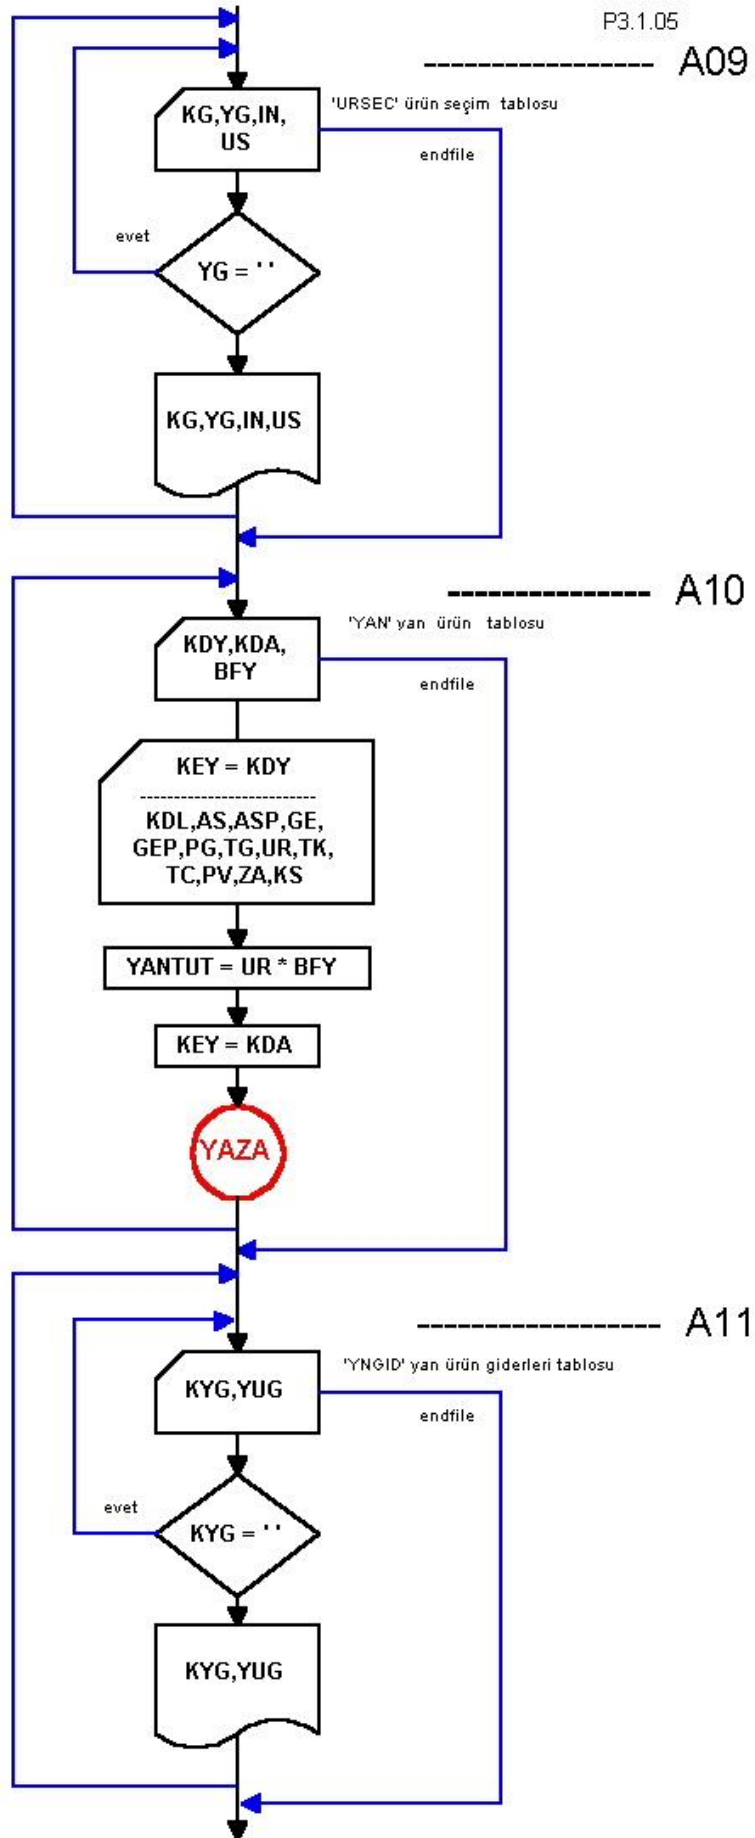 P3.1.05
------------------ A09
'URSEC' ürün seçim tablosu
KG,YG,IN,
US
endfile
evet
YG = ' '
KG,YG,IN,US
---------------- A10
'YAN' yan ürün tablosu
KDY,KDA,
BFY
endfile
KEY = KDY
-------------------------
KDL,AS,ASP,GE,
GEP,PG,TG,UR,TK,
TC,PV,ZA,KS
YANTUT = UR * BFY
KEY = KDA
YAZA
------------------- A11
'YNGID' yan ürün giderleri tablosu
KYG,YUG
endfile
evet
KYG = ' '
KYG,YUG